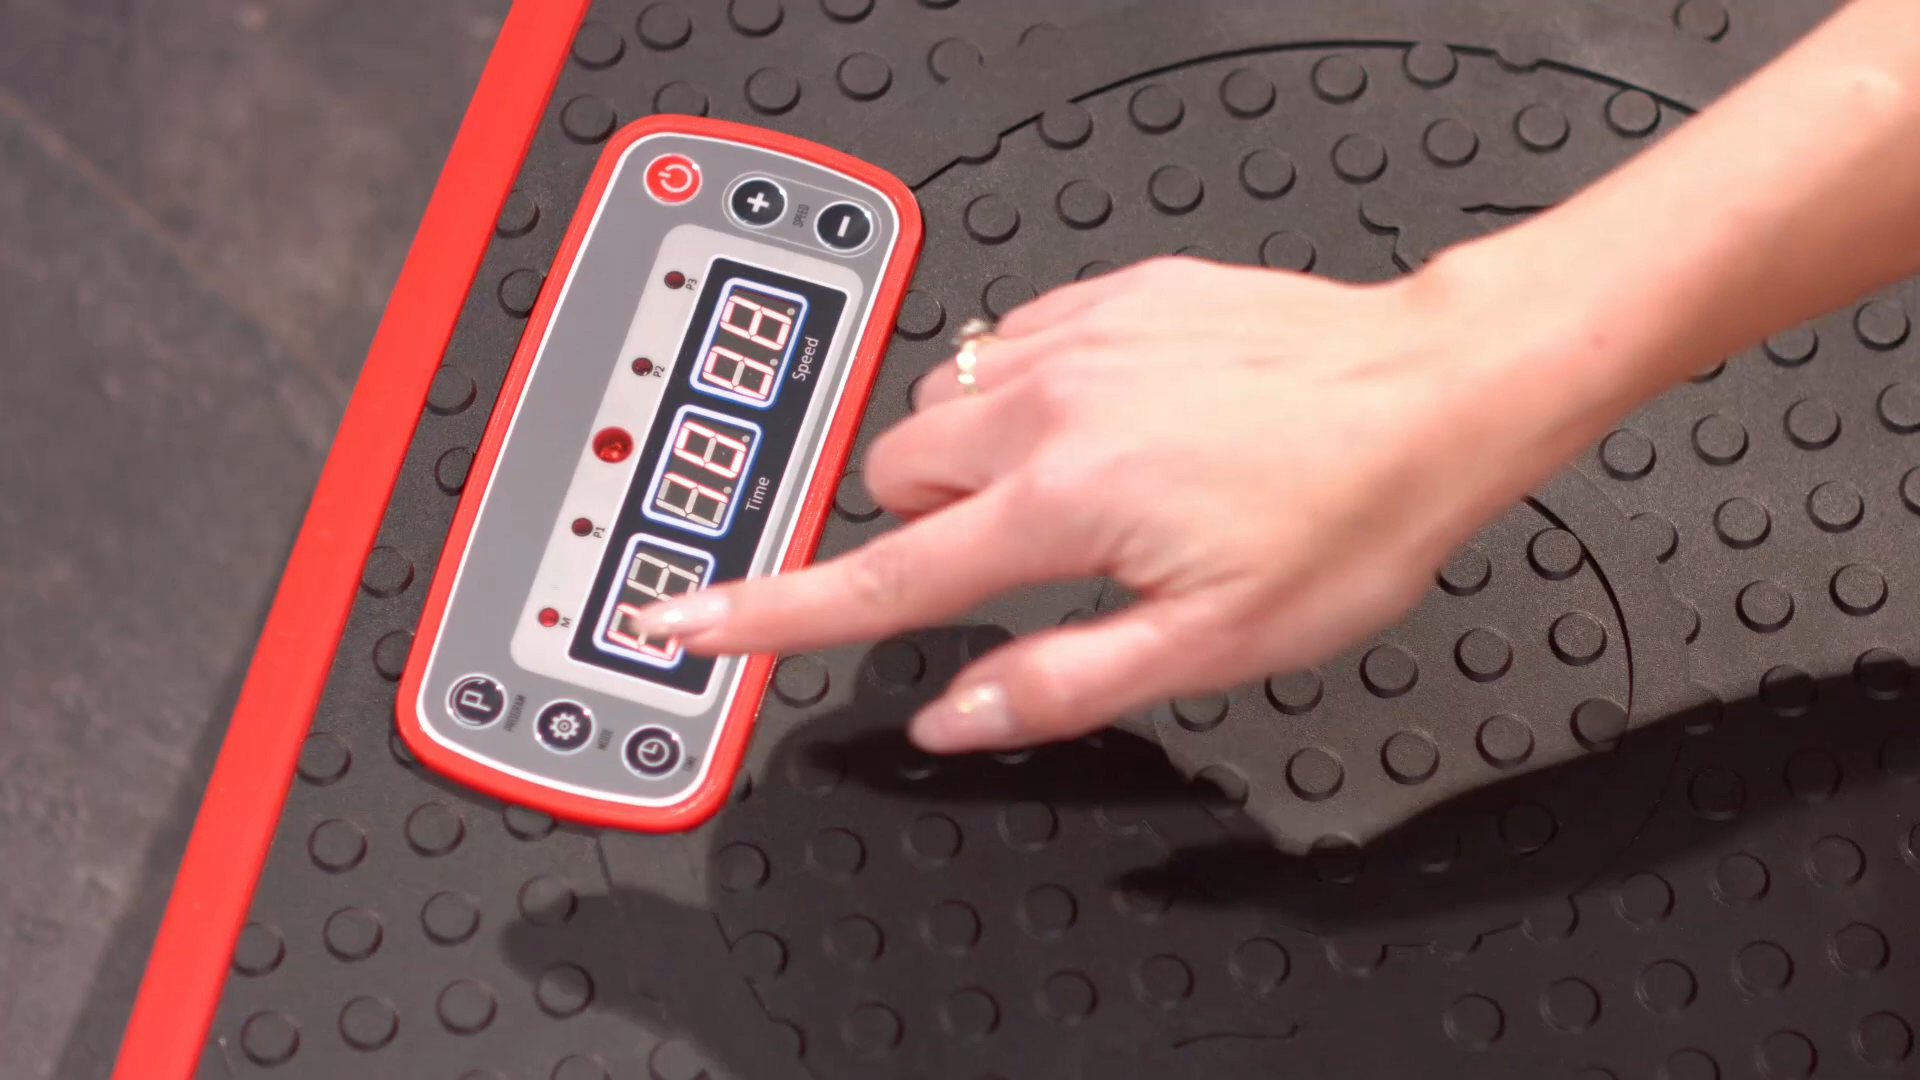 SPEED
P3
P2
P1
M
Speed
Time
P
PROGRAM
MODE
TIME